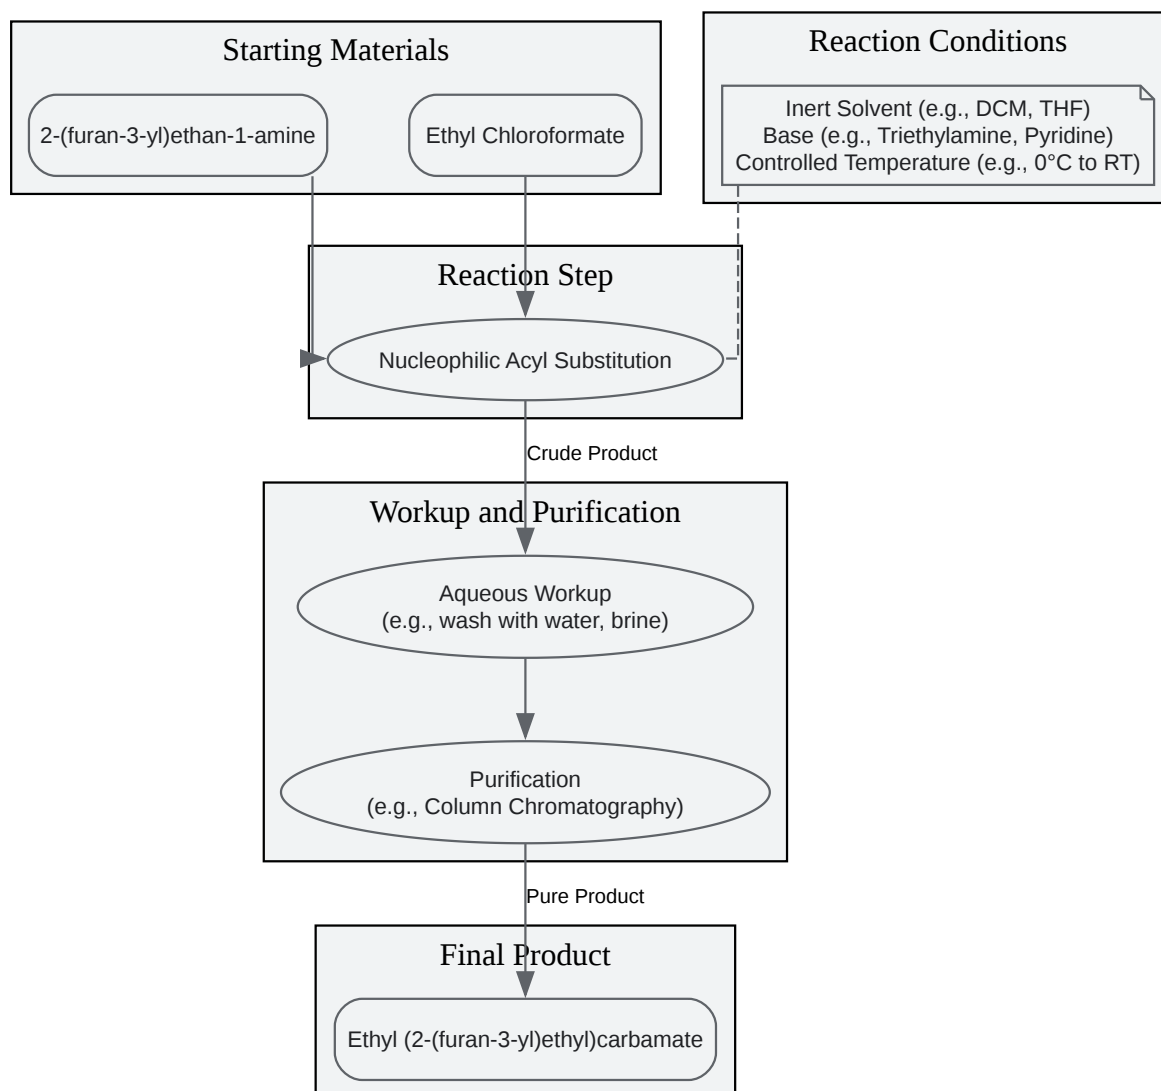 Starting Materials
2-(furan-3-yl)ethan-1-amine
Ethyl Chloroformate
Reaction Conditions
Inert Solvent (e.g., DCM, THF)
Base (e.g., Triethylamine, Pyridine)
Controlled Temperature (e.g., 0°C to RT)
Reaction Step
Nucleophilic Acyl Substitution
Crude Product
Workup and Purification
Aqueous Workup
(e.g., wash with water, brine)
Purification
(e.g., Column Chromatography)
Pure Product
Final Product
Ethyl (2-(furan-3-yl)ethyl)carbamate